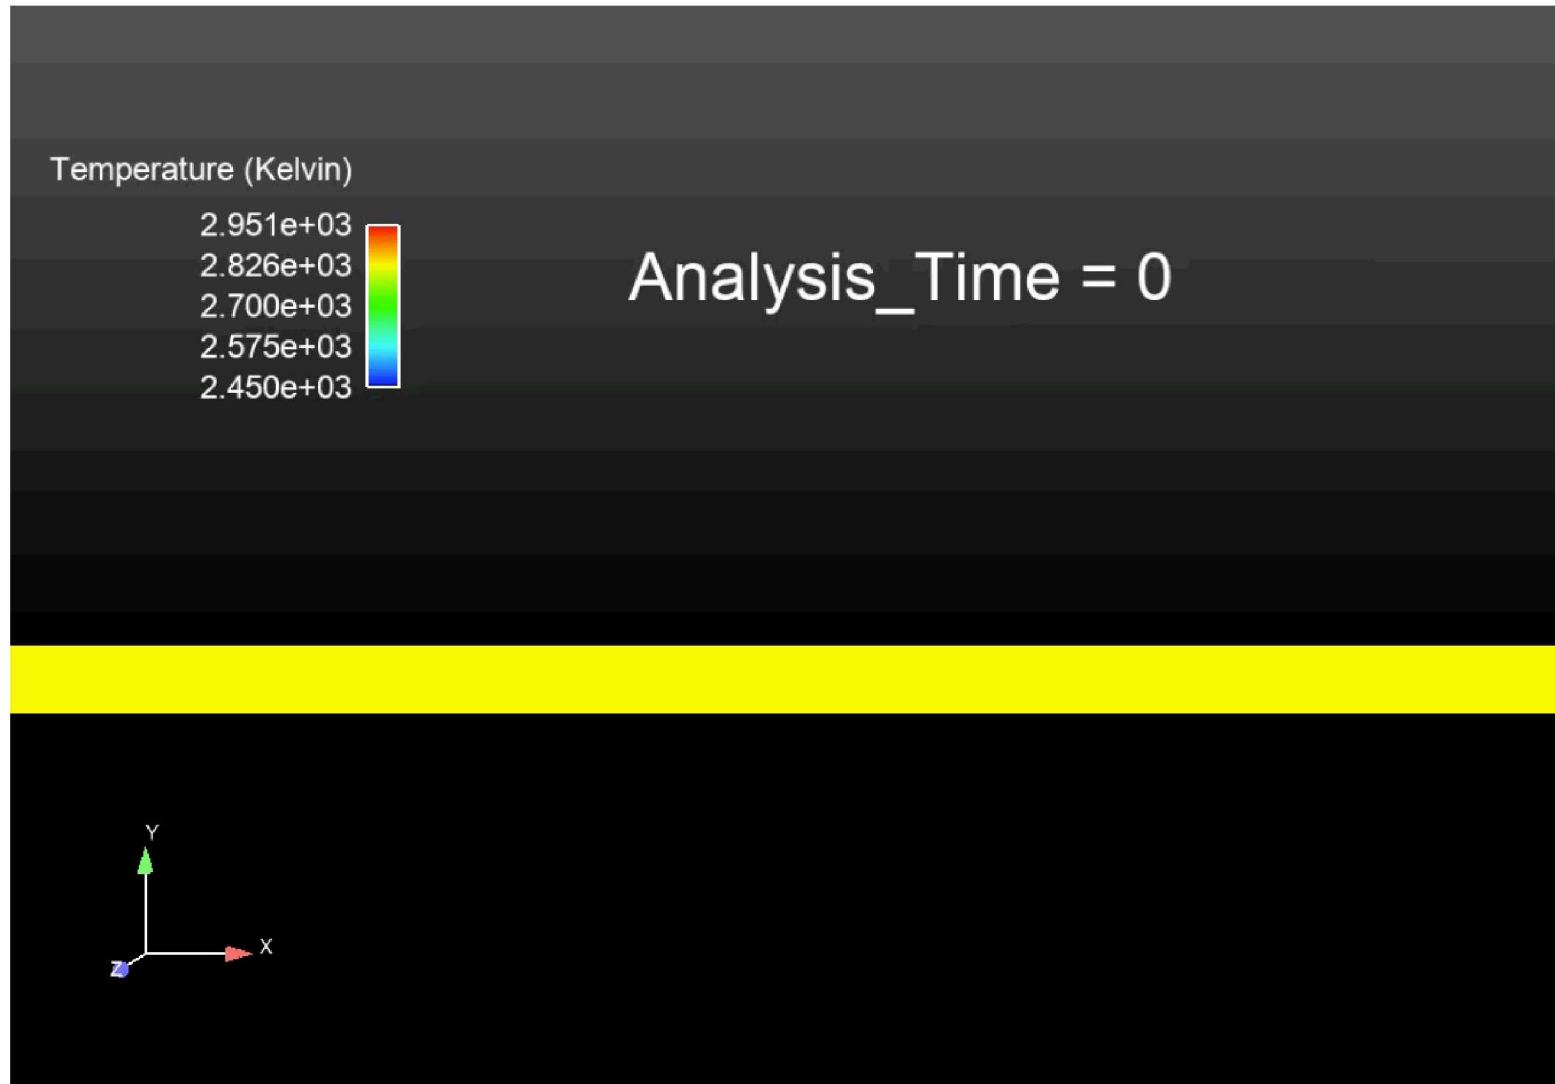 Temperature (Kelvin)
2.951e+03
2.826e+03
2.700e+03
2.575e+03
2.450e+03
Analysis_Time = 0
Y
X
Z